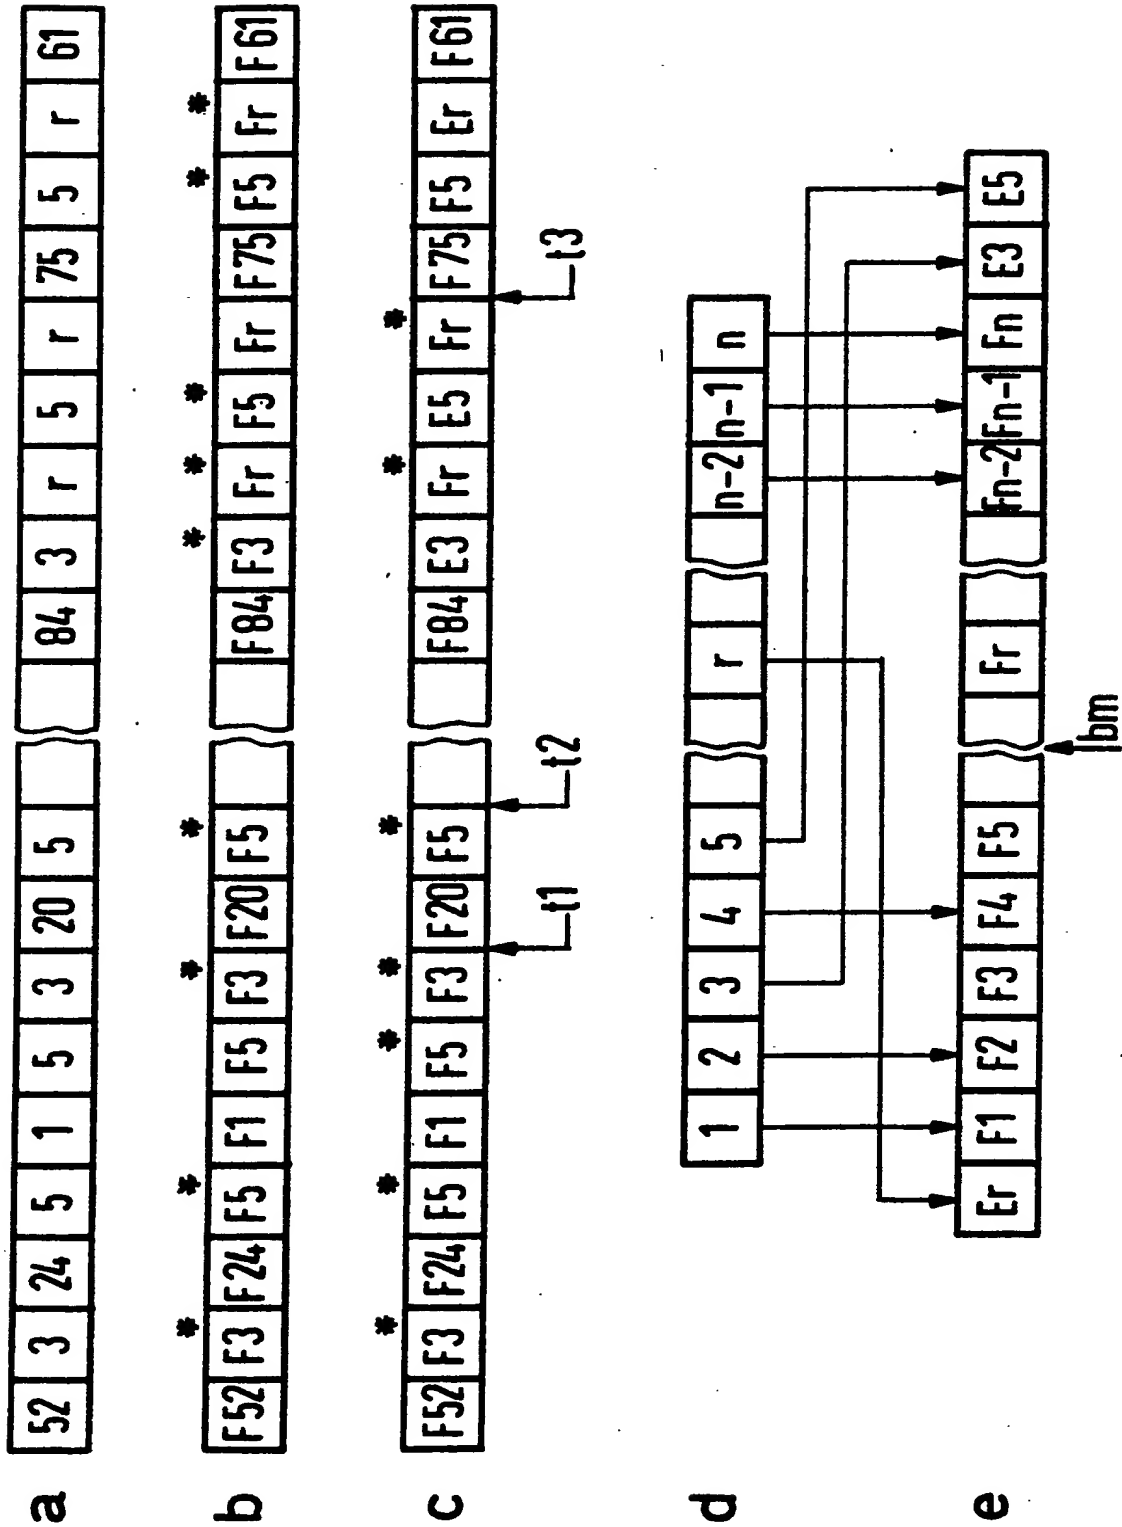 a 52 3 24 5 1 5 3 20 5 84 3 r 5 r 75 5 r 61
* * * * * * * * *
b F52 F3 F24 F5 F1 F5 F3 F20 F5 F84 F3 Fr F5 Fr F75 F5 Fr F61
* * * * * * *
c F52 F3 F24 F5 F1 F5 F3 F20 F5 F84 E3 Fr E5 Fr F75 F5 Er F61
t1 t2 t3
d 1 2 3 4 5 r n-2 n-1 n
e Er F1 F2 F3 F4 F5 Fr Fn-2 Fn-1 Fn E3 E5
lbm